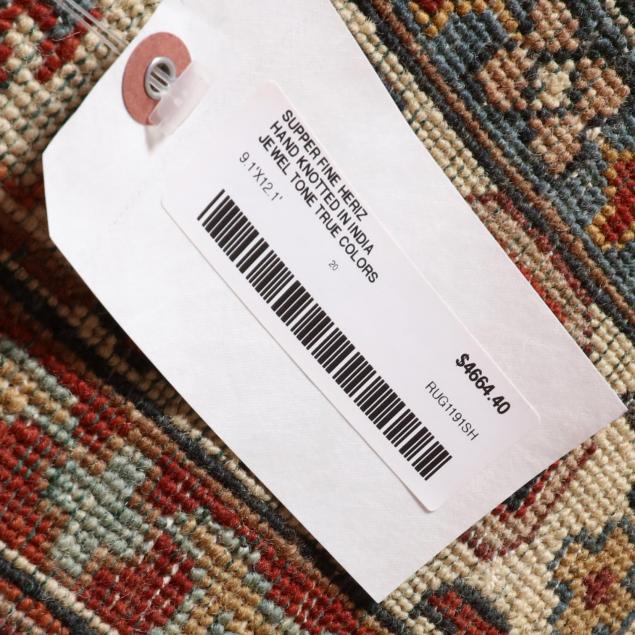 SUPPER FINE HERIZ
HAND KNOTTED IN INDIA
JEWEL TONE TRUE COLORS
9.1'X12.1'
20
$4664.40
RUG1191SH